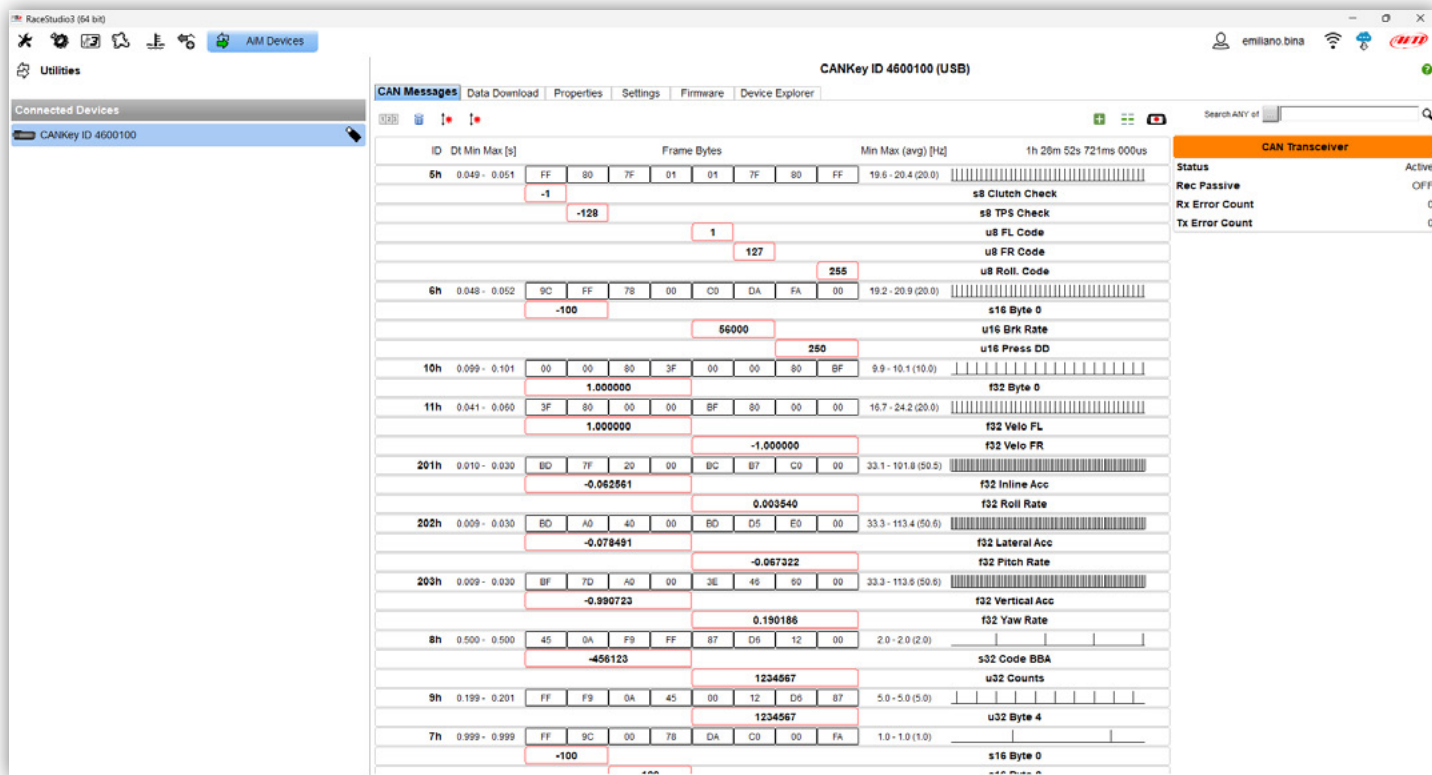 RaceStudio3 (64 bit)
AiM Devices
emiliano.bina
Utilities
CANKey ID 4600100 (USB)
CAN Messages Data Download Properties Settings Firmware Device Explorer
Connected Devices
CANKey ID 4600100
Search ANY of
ID Dt Min Max [s] Frame Bytes Min Max (avg) [Hz] 1h 26m 52s 721ms 000us
CAN Transceiver
Status Active
Rec Passive OFF
Rx Error Count 0
Tx Error Count 0
5h 0.049 - 0.051 FF 80 7F 01 01 7F 80 FF 19.6 - 20.4 (20.0)
-1 s8 Clutch Check
-128 s8 TPS Check
1 u8 FL Code
127 u8 FR Code
255 u8 Roll. Code
6h 0.048 - 0.052 9C FF 78 00 C0 DA FA 00 19.2 - 20.9 (20.0)
-100 s16 Byte 0
56000 u16 Brk Rate
250 u16 Press DD
10h 0.099 - 0.101 00 00 80 3F 00 00 80 BF 9.9 - 10.1 (10.0)
1.000000 f32 Byte 0
11h 0.041 - 0.060 3F 80 00 00 BF 80 00 00 16.7 - 24.2 (20.0)
1.000000 f32 Velo FL
-1.000000 f32 Velo FR
201h 0.010 - 0.030 BD 7F 20 00 BC B7 C0 00 33.1 - 101.8 (50.5)
-0.062561 f32 Inline Acc
0.003540 f32 Roll Rate
202h 0.009 - 0.030 BD A0 40 00 BD D5 E0 00 33.3 - 113.4 (50.6)
-0.078491 f32 Lateral Acc
-0.067322 f32 Pitch Rate
203h 0.009 - 0.030 BF 7D A0 00 3E 46 60 00 33.3 - 113.6 (50.6)
-0.990723 f32 Vertical Acc
0.190186 f32 Yaw Rate
8h 0.500 - 0.500 45 0A F9 FF 87 D6 12 00 2.0 - 2.0 (2.0)
-456123 s32 Code BBA
1234567 u32 Counts
9h 0.199 - 0.201 FF F9 0A 45 00 12 D6 87 5.0 - 5.0 (5.0)
1234567 u32 Byte 4
7h 0.999 - 0.999 FF 9C 00 78 DA C0 00 FA 1.0 - 1.0 (1.0)
-100 s16 Byte 0